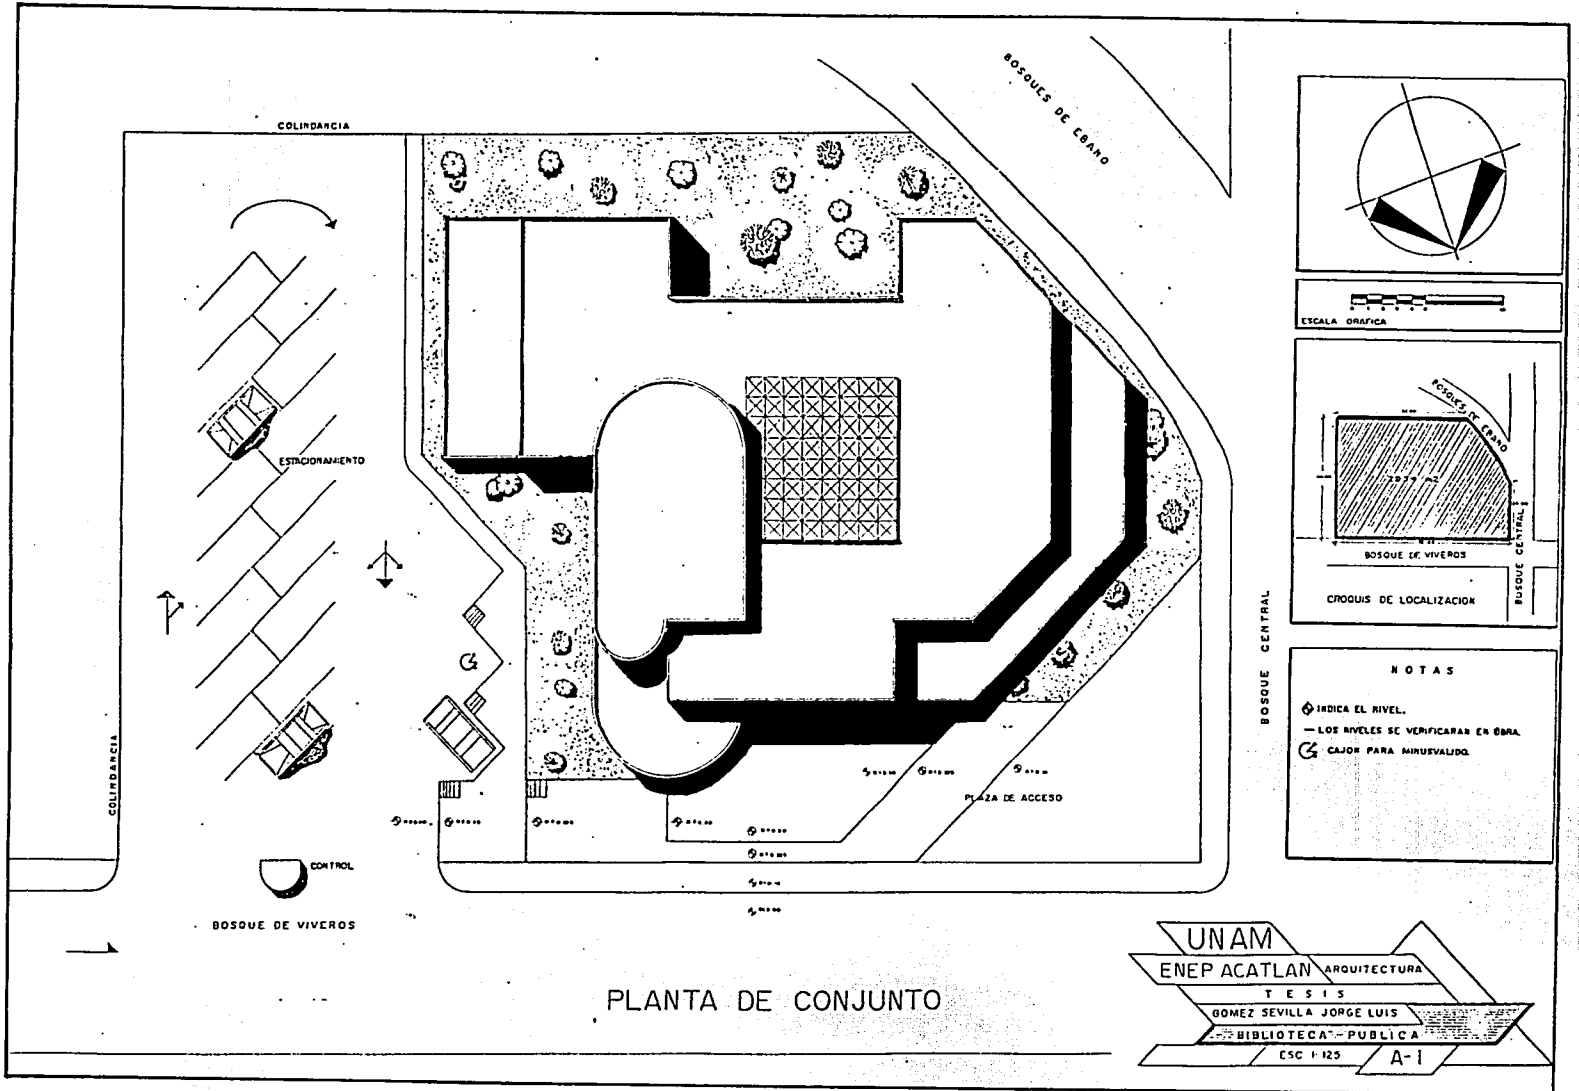 COLINDANCIA
BOSQUES DE EBANO
ESTACIONAMIENTO
COLINDANCIA
BOSQUE CENTRAL
PLAZA DE ACCESO
CONTROL
BOSQUE DE VIVEROS
PLANTA DE CONJUNTO
ESCALA GRAFICA
BOSQUES DE EBANO
m2
BOSQUE DE VIVEROS
BOSQUE CENTRAL
CROQUIS DE LOCALIZACION
NOTAS
INDICA EL NIVEL.
— LOS NIVELES SE VERIFICARAN EN OBRA.
CAJON PARA MINUSVALIDO.
UNAM
ENEP ACATLAN ARQUITECTURA
TESIS
GOMEZ SEVILLA JORGE LUIS
BIBLIOTECA-PUBLICA
ESC 1·125 A-1